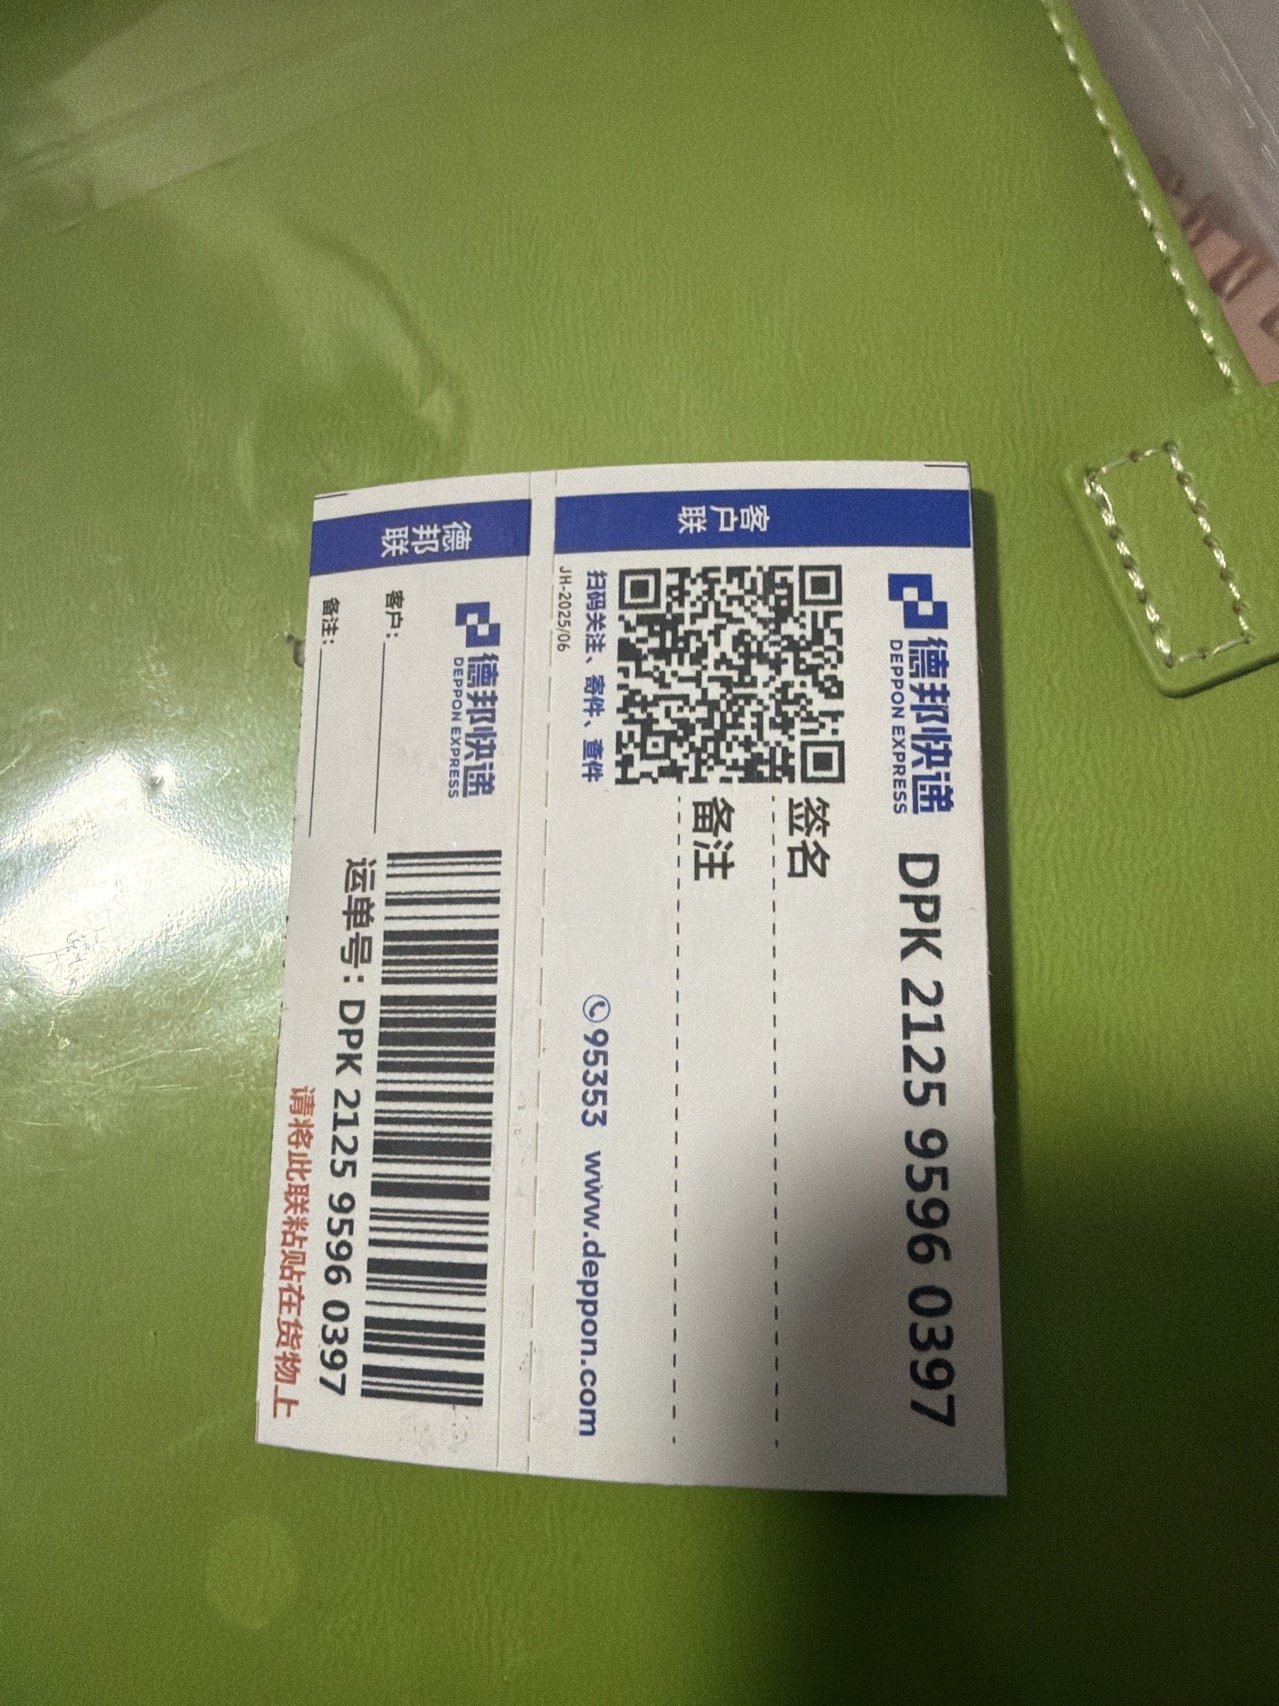 客户联
德邦快递
DEPPON EXPRESS
DPK 2125 9596 0397
签名
备注
扫码关注、寄件、查件
95353 www.deppon.com
JH-2025/06
德邦联
德邦快递
DEPPON EXPRESS
客户:
备注:
运单号: DPK 2125 9596 0397
请将此联粘贴在货物上